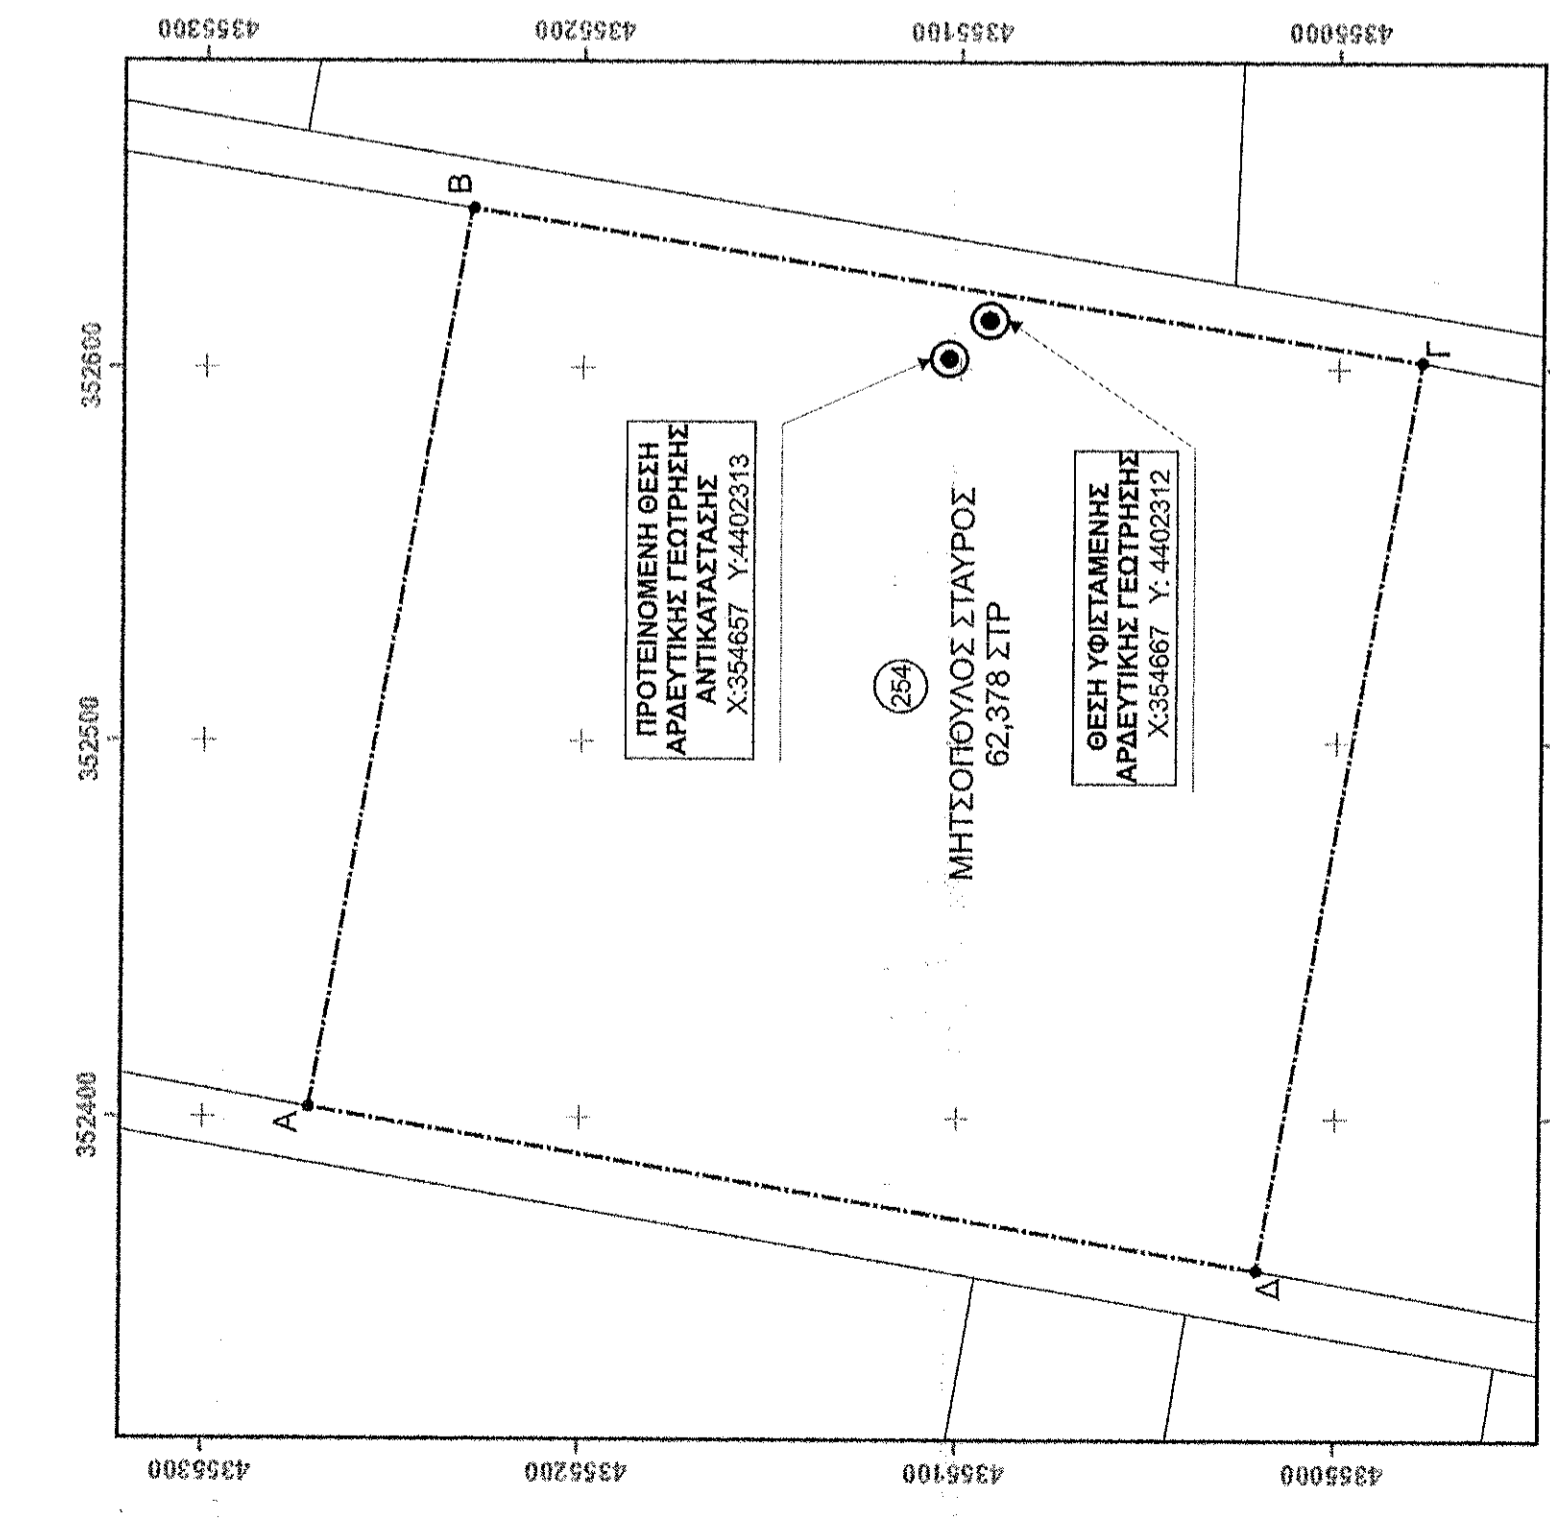 4355300
4355200
4355100
4355000
352600
352500
352400
Α
Β
Γ
Δ
ΠΡΟΤΕΙΝΟΜΕΝΗ ΘΕΣΗ
ΑΡΔΕΥΤΙΚΗΣ ΓΕΩΤΡΗΣΗΣ
ΑΝΤΙΚΑΤΑΣΤΑΣΗΣ
X:354657 Y:4402313
254
ΜΗΤΣΟΠΟΥΛΟΣ ΣΤΑΥΡΟΣ
62,378 ΣΤΡ
ΘΕΣΗ ΥΦΙΣΤΑΜΕΝΗΣ
ΑΡΔΕΥΤΙΚΗΣ ΓΕΩΤΡΗΣΗΣ
X:354667 Y: 4402312
4355300
4355200
4355100
4355000